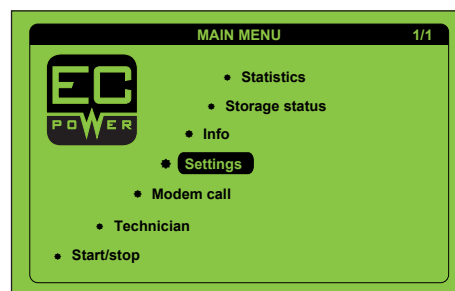 MAIN MENU 1/1
EC
POWER
Statistics
Storage status
Info
Settings
Modem call
Technician
Start/stop